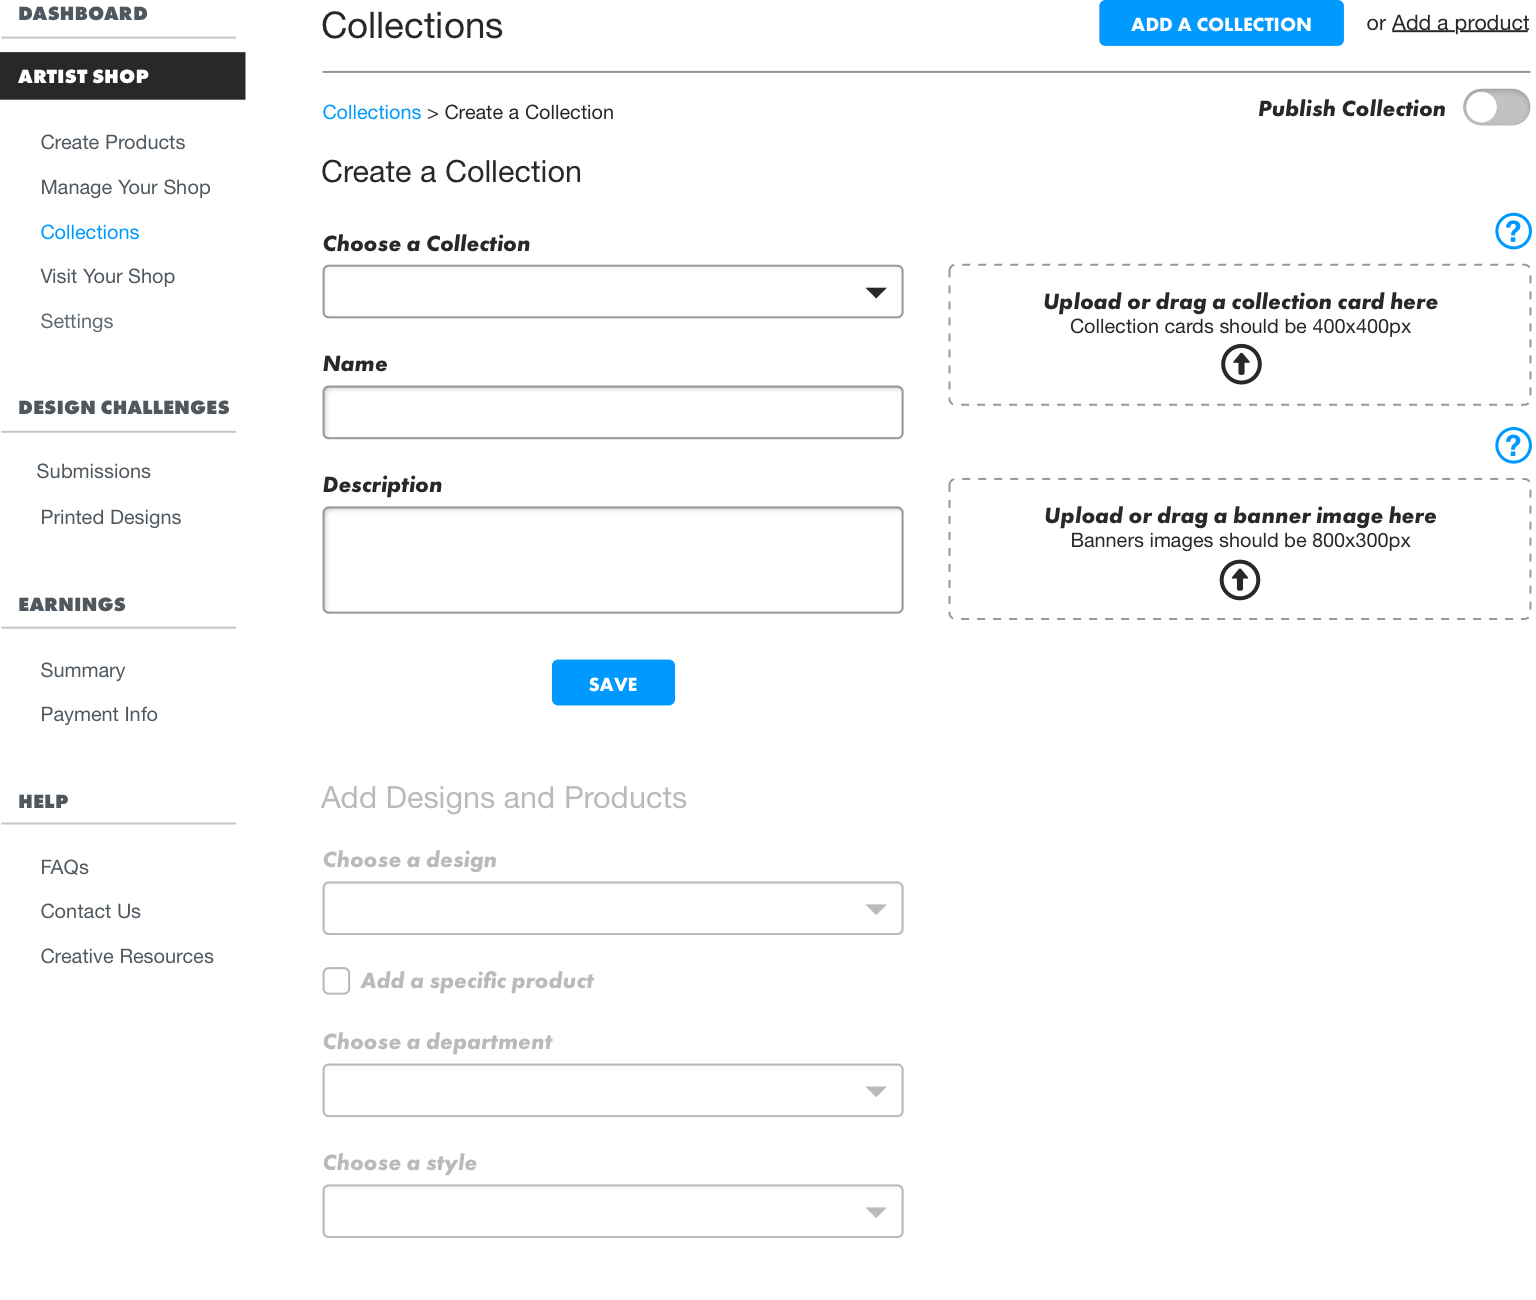 DASHBOARD
ARTIST SHOP
Create Products
Manage Your Shop
Collections
Visit Your Shop
Settings
DESIGN CHALLENGES
Submissions
Printed Designs
EARNINGS
Summary
Payment Info
HELP
FAQs
Contact Us
Creative Resources
Collections
ADD A COLLECTION
or Add a product
Collections > Create a Collection
Publish Collection
Create a Collection
Choose a Collection
Name
Description
SAVE
?
Upload or drag a collection card here
Collection cards should be 400x400px
?
Upload or drag a banner image here
Banners images should be 800x300px
Add Designs and Products
Choose a design
Add a specific product
Choose a department
Choose a style